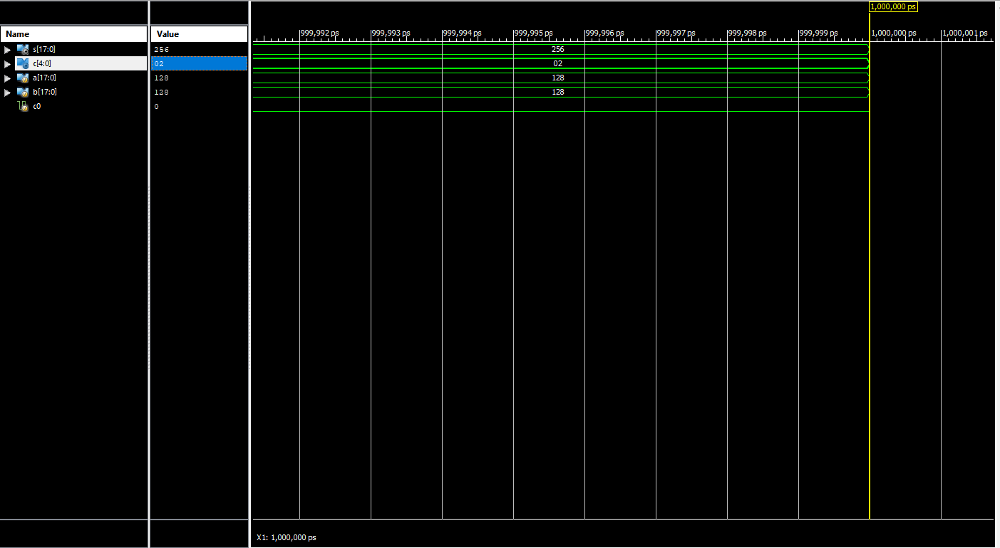 1,000,000 ps
Name Value
999,992 ps 999,993 ps 999,994 ps 999,995 ps 999,996 ps 999,997 ps 999,998 ps 999,999 ps 1,000,000 ps 1,000,001 ps
s[17:0] 256 256
c[4:0] 02 02
a[17:0] 128 128
b[17:0] 128 128
c0 0
X1: 1,000,000 ps